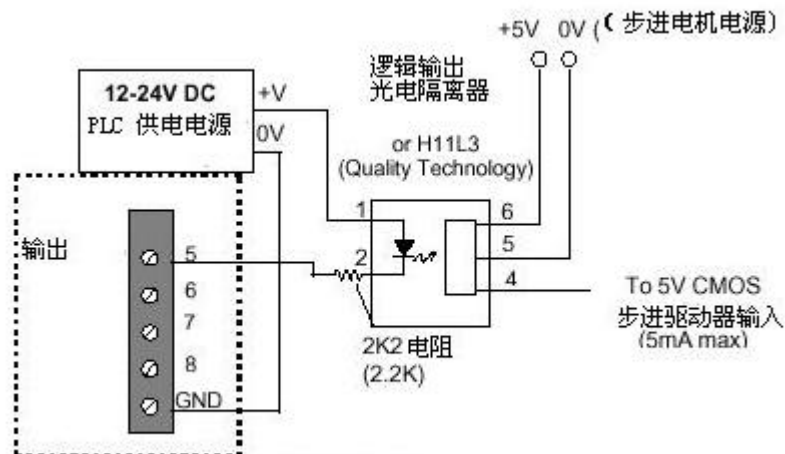 +5V 0V (（步进电机电源）
逻辑输出
光电隔离器
12-24V DC
PLC 供电电源
+V
0V
or H11L3
(Quality Technology)
1
2
6
5
4
输出
5
6
7
8
GND
2K2 电阻
(2.2K)
To 5V CMOS
步进驱动器输入
(5mA max)